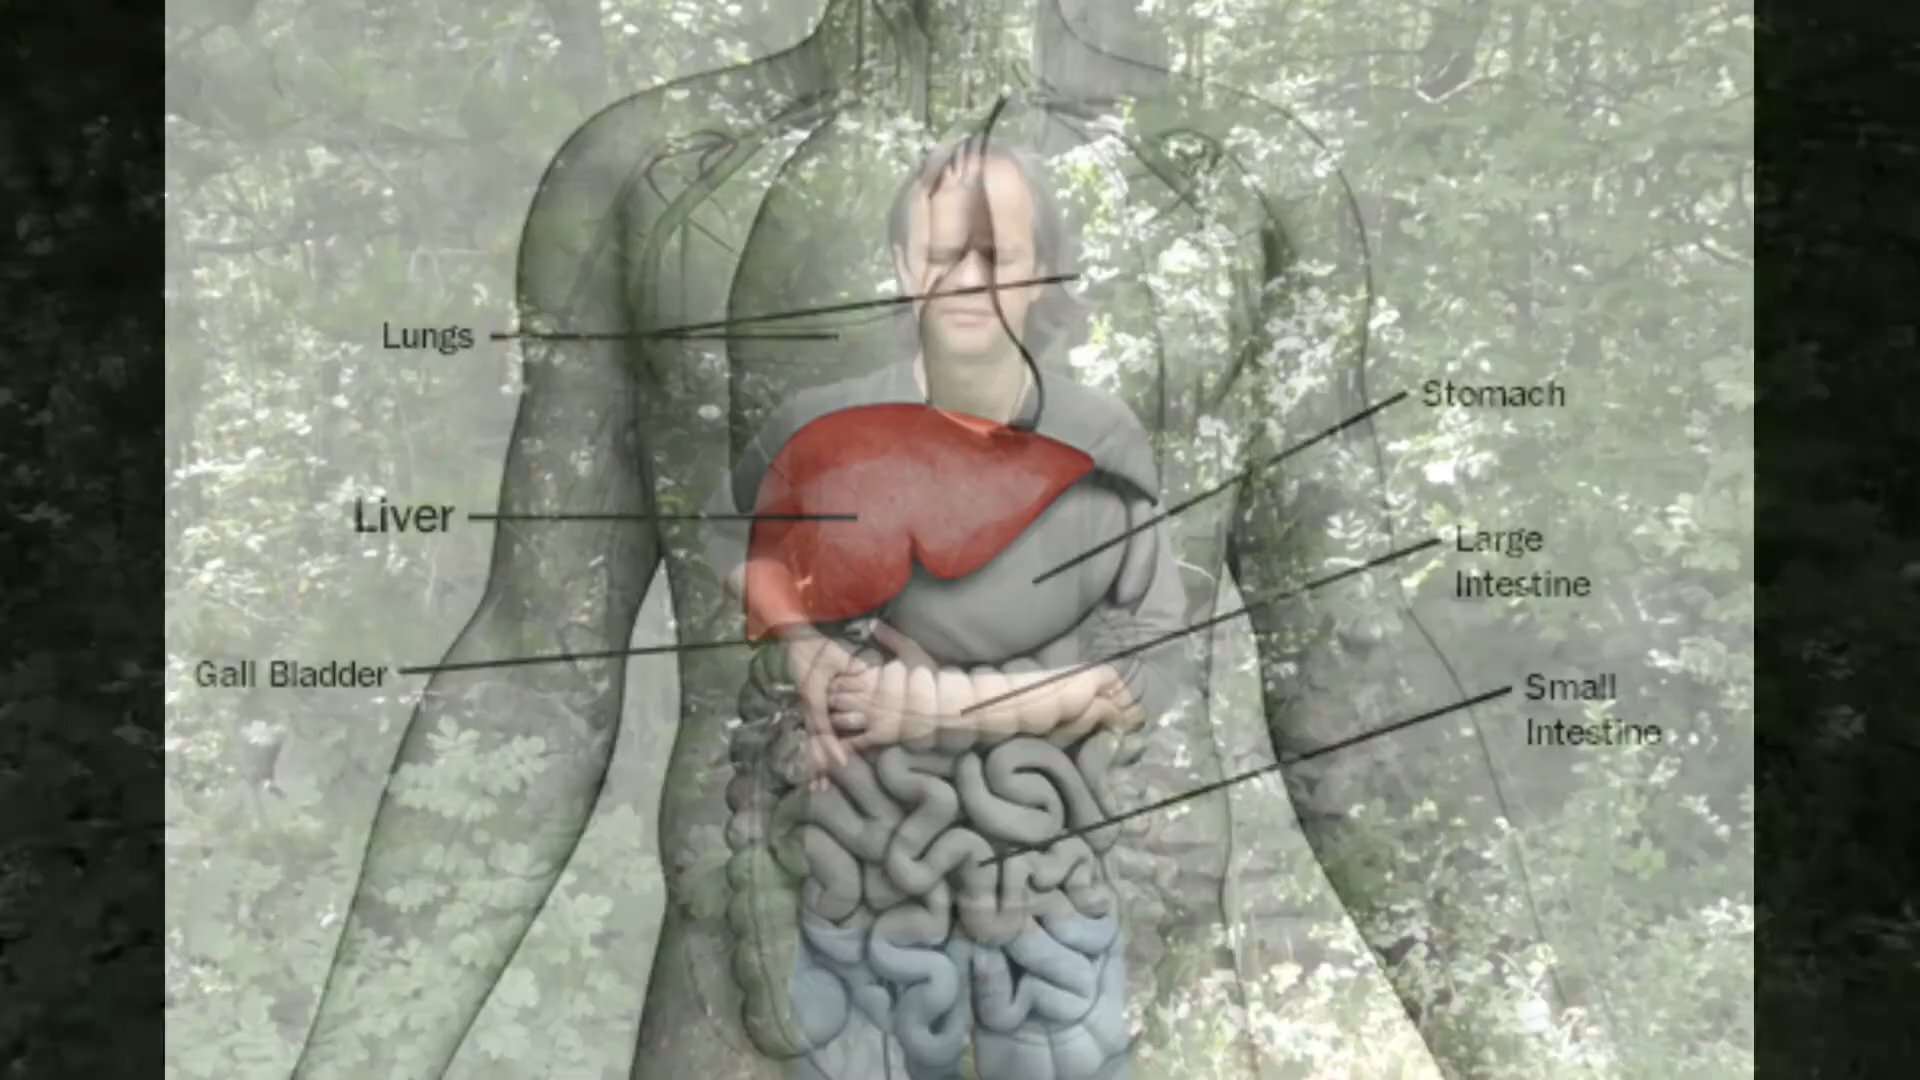 Lungs
Stomach
Liver
Large
Intestine
Gall Bladder
Small
Intestine